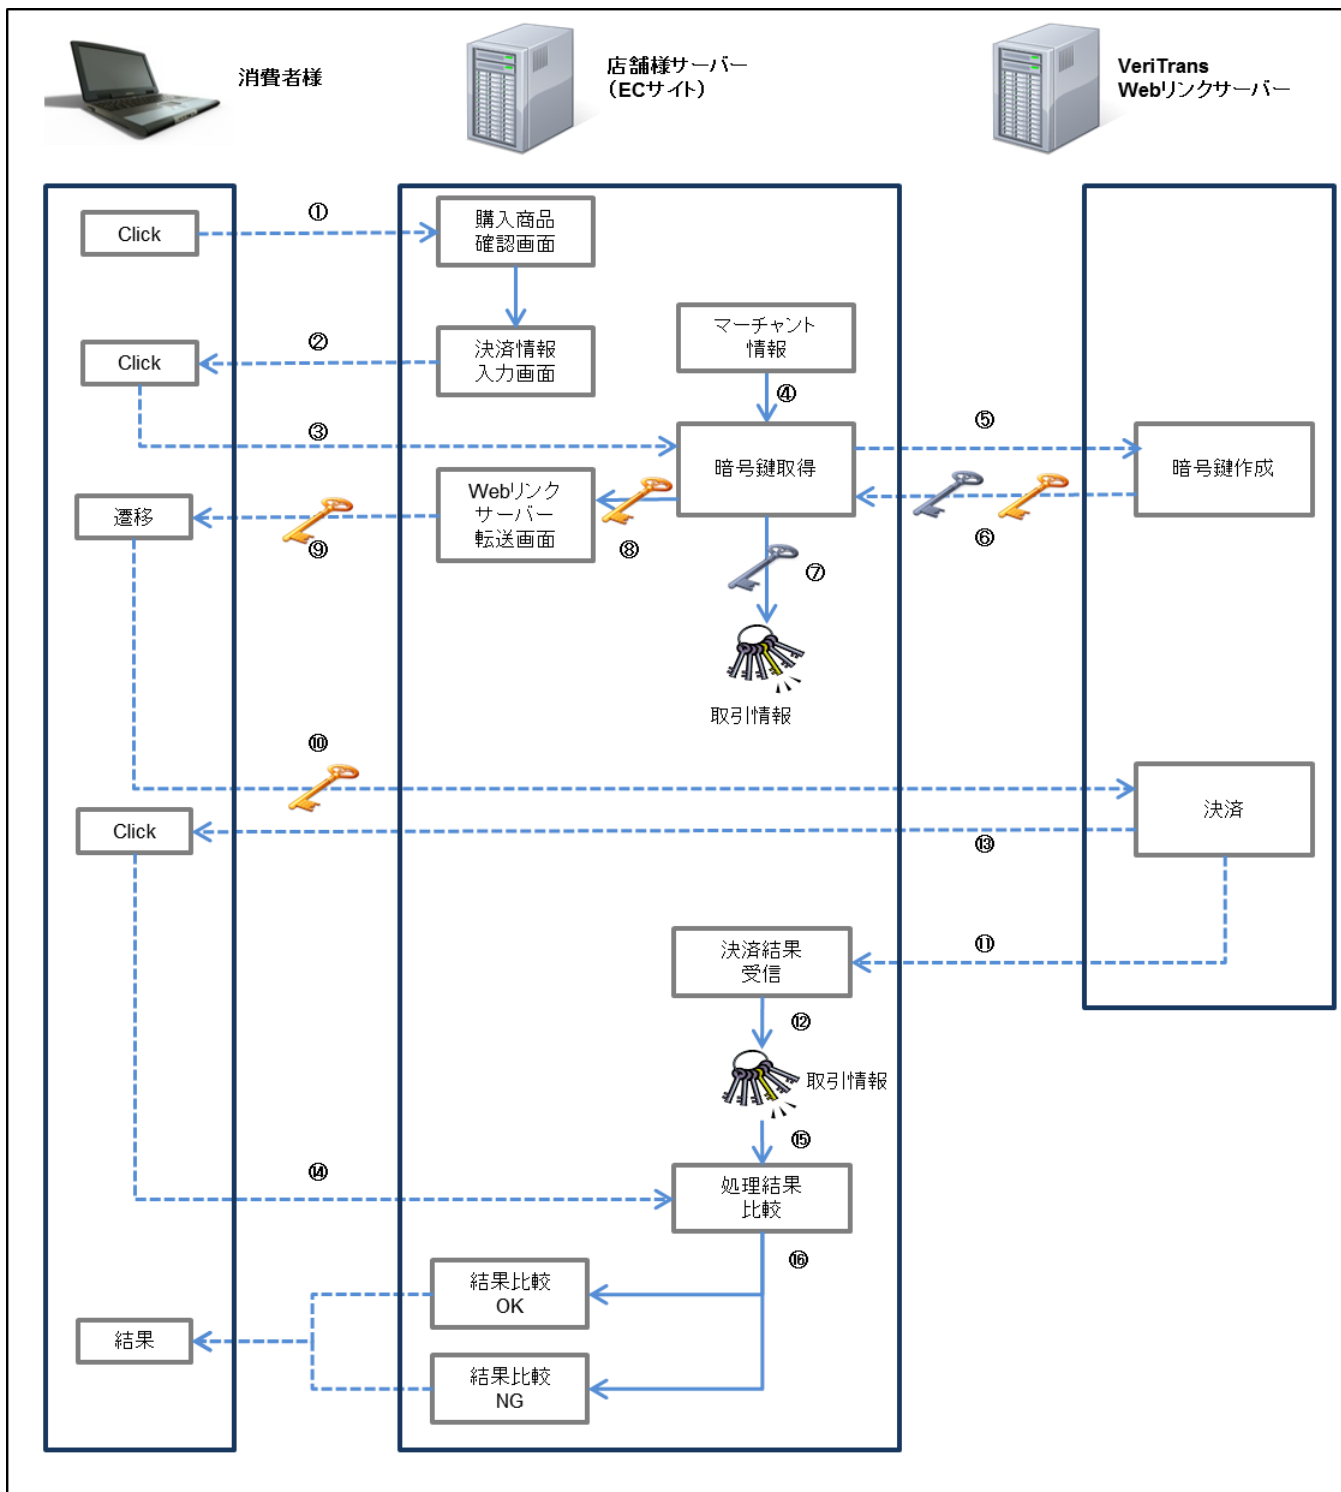 消費者様
店舗様サーバー
（ECサイト）
VeriTrans
Webリンクサーバー
①
Click
購入商品
確認画面
②
Click
決済情報
入力画面
マーチャント
情報
④
③
⑤
暗号鍵取得
暗号鍵作成
Webリンク
サーバー
転送画面
遷移
⑨
⑧
⑥
⑦
取引情報
⑩
Click
決済
⑬
決済結果
受信
⑪
⑫
取引情報
⑮
⑭
処理結果
比較
⑯
結果比較
OK
結果
結果比較
NG